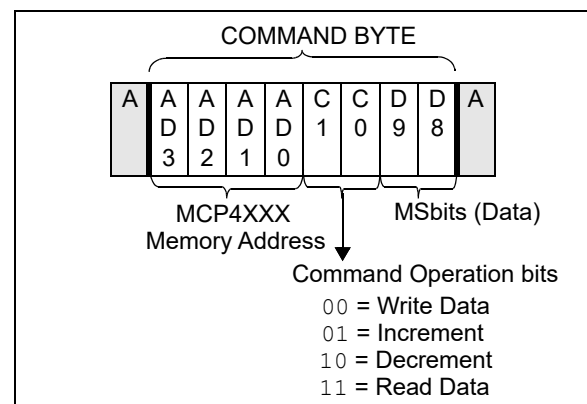 COMMAND BYTE
A A A A A C C D D A
D D D D 1 0 9 8
3 2 1 0
MCP4XXX MSbits (Data)
Memory Address
Command Operation bits
00 = Write Data
01 = Increment
10 = Decrement
11 = Read Data